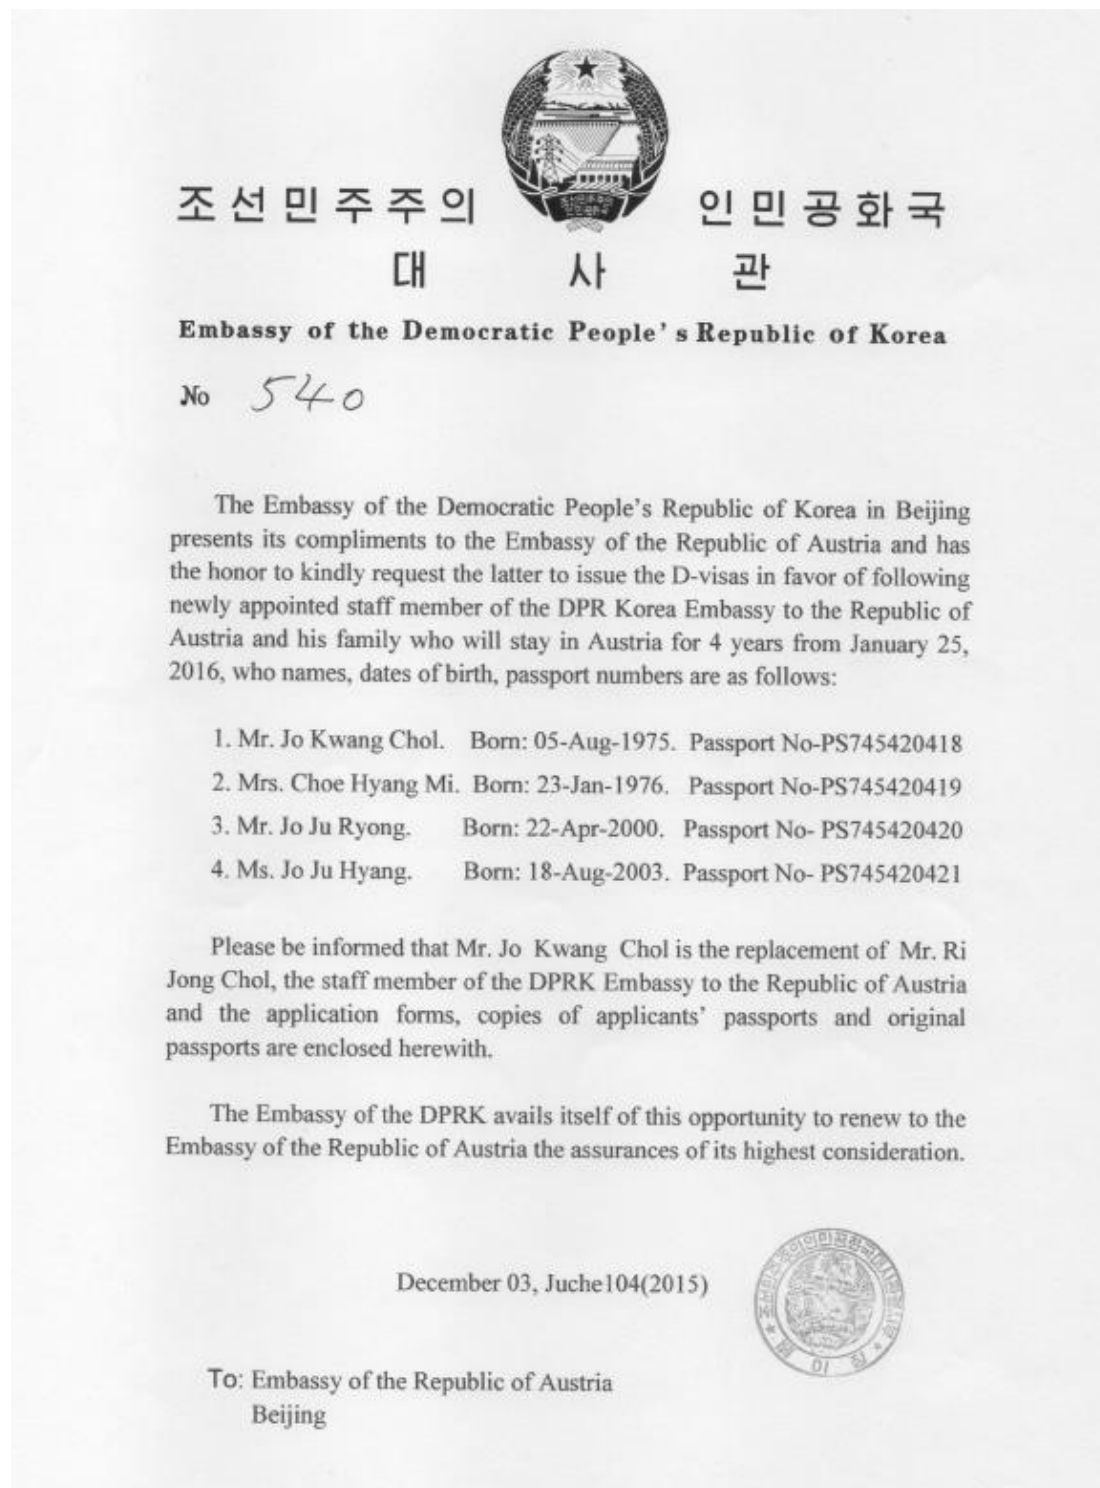 조선민주주의 인민공화국
대 사 관
Embassy of the Democratic People's Republic of Korea
No 540
The Embassy of the Democratic People's Republic of Korea in Beijing
presents its compliments to the Embassy of the Republic of Austria and has
the honor to kindly request the latter to issue the D-visas in favor of following
newly appointed staff member of the DPR Korea Embassy to the Republic of
Austria and his family who will stay in Austria for 4 years from January 25,
2016, who names, dates of birth, passport numbers are as follows:
1. Mr. Jo Kwang Chol. Born: 05-Aug-1975. Passport No-PS745420418
2. Mrs. Choe Hyang Mi. Born: 23-Jan-1976. Passport No-PS745420419
3. Mr. Jo Ju Ryong. Born: 22-Apr-2000. Passport No- PS745420420
4. Ms. Jo Ju Hyang. Born: 18-Aug-2003. Passport No- PS745420421
Please be informed that Mr. Jo Kwang Chol is the replacement of Mr. Ri
Jong Chol, the staff member of the DPRK Embassy to the Republic of Austria
and the application forms, copies of applicants' passports and original
passports are enclosed herewith.
The Embassy of the DPRK avails itself of this opportunity to renew to the
Embassy of the Republic of Austria the assurances of its highest consideration.
December 03, Juche104(2015)
To: Embassy of the Republic of Austria
Beijing